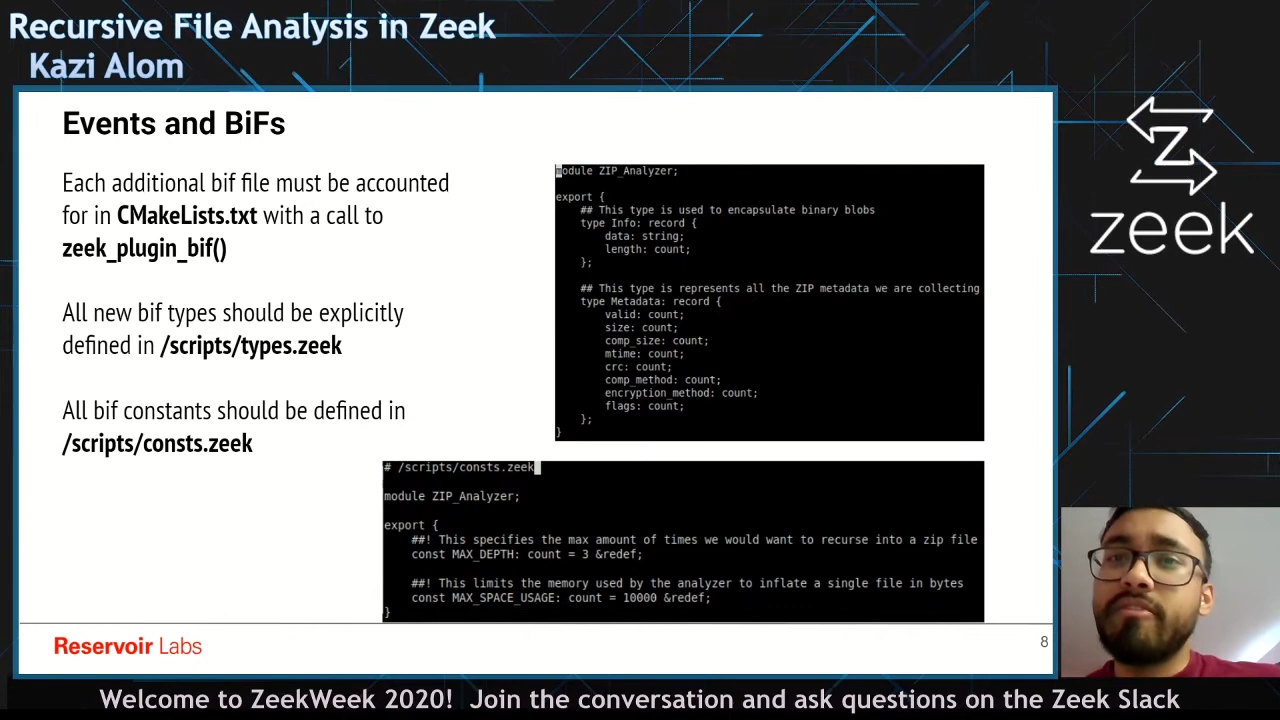 Recursive File Analysis in Zeek
Kazi Alom
Events and BiFs
Each additional bif file must be accounted
for in CMakeLists.txt with a call to
zeek_plugin_bif()
All new bif types should be explicitly
defined in /scripts/types.zeek
All bif constants should be defined in
/scripts/consts.zeek
module ZIP_Analyzer;
export {
## This type is used to encapsulate binary blobs
type Info: record {
data: string;
length: count;
};
## This type is represents all the ZIP metadata we are collecting
type Metadata: record {
valid: count;
size: count;
comp_size: count;
mtime: count;
crc: count;
comp_method: count;
encryption_method: count;
flags: count;
};
}
# /scripts/consts.zeek
module ZIP_Analyzer;
export {
##! This specifies the max amount of times we would want to recurse into a zip file
const MAX_DEPTH: count = 3 &redef;
##! This limits the memory used by the analyzer to inflate a single file in bytes
const MAX_SPACE_USAGE: count = 10000 &redef;
}
Reservoir Labs
8
Z
zeek
Welcome to ZeekWeek 2020! Join the conversation and ask questions on the Zeek Slack